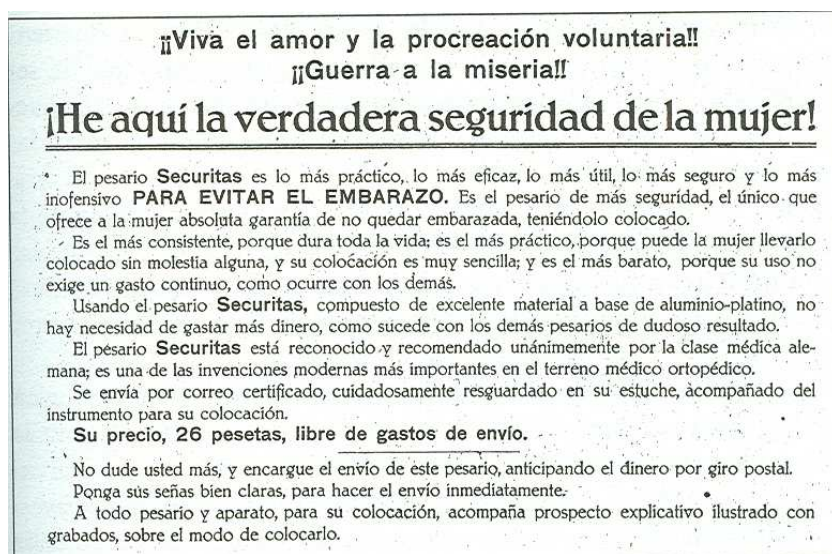 ¡¡Viva el amor y la procreación voluntaria!!
¡¡Guerra a la miseria!!
¡He aquí la verdadera seguridad de la mujer!
El pesario Securitas es lo más práctico, lo más eficaz, lo más útil, lo más seguro y lo más
inofensivo PARA EVITAR EL EMBARAZO. Es el pesario de más seguridad, el único que
ofrece a la mujer absoluta garantía de no quedar embarazada, teniéndolo colocado.
Es el más consistente, porque dura toda la vida; es el más práctico, porque puede la mujer llevarlo
colocado sin molestia alguna, y su colocación es muy sencilla; y es el más barato, porque su uso no
exige un gasto continuo, como ocurre con los demás.
Usando el pesario Securitas, compuesto de excelente material a base de aluminio-platino, no
hay necesidad de gastar más dinero, como sucede con los demás pesarios de dudoso resultado.
El pesario Securitas está reconocido y recomendado unánimemente por la clase médica ale-
mana; es una de las invenciones modernas más importantes en el terreno médico ortopédico.
Se envía por correo certificado, cuidadosamente resguardado en su estuche, acompañado del
instrumento para su colocación.
Su precio, 26 pesetas, libre de gastos de envío.
No dude usted más, y encargue el envío de este pesario, anticipando el dinero por giro postal.
Ponga sus señas bien claras, para hacer el envío inmediatamente.
A todo pesario y aparato, para su colocación, acompaña prospecto explicativo ilustrado con
grabados, sobre el modo de colocarlo.